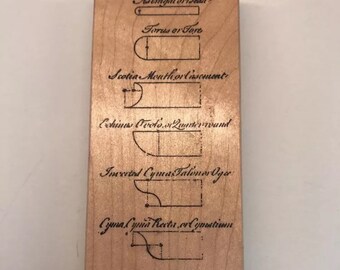 Astragal or Bead
Torus or Tore
Scotia Mouth, or Casement
Echinus Ovolo, or Quarter round
Inverted Cyma, Talon or Ogee
Cyma, Cyma Recta, or Cymatium